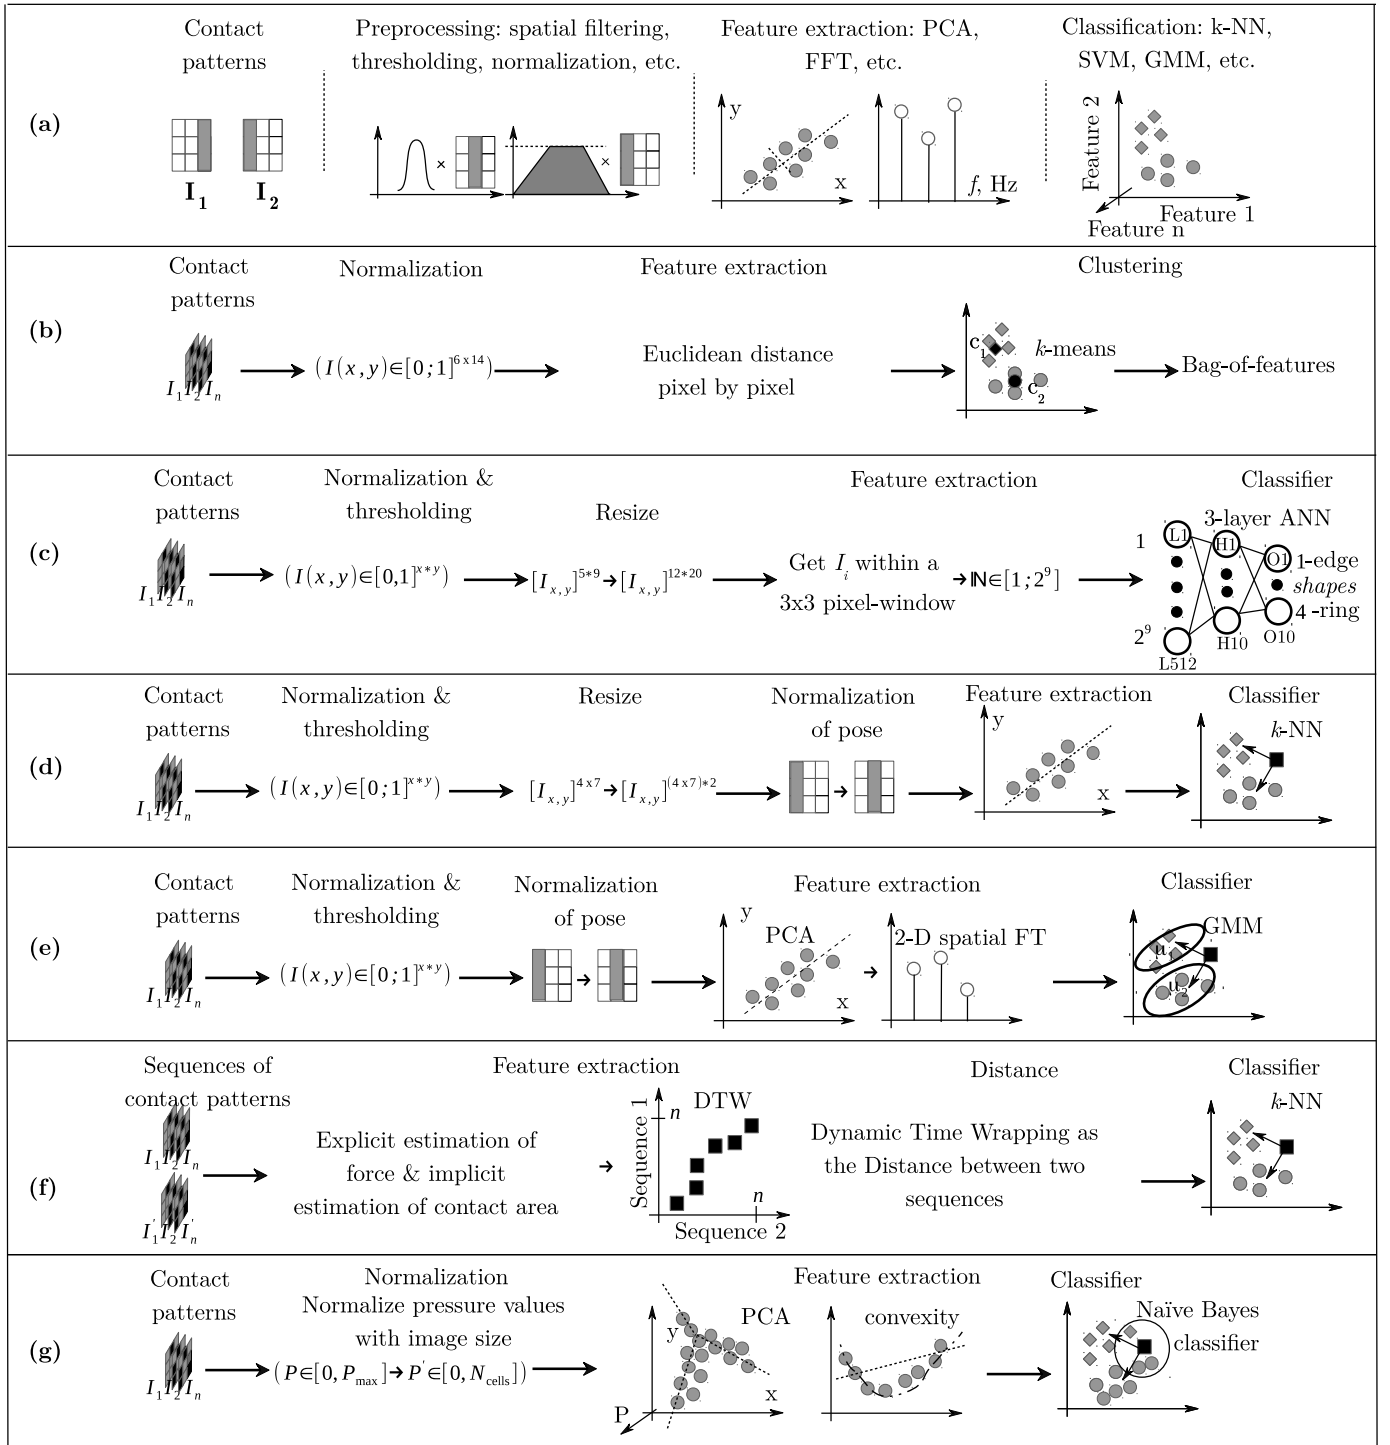 Contact
patterns
Preprocessing: spatial filtering,
thresholding, normalization, etc.
Feature extraction: PCA,
FFT, etc.
Classification: k-NN,
SVM, GMM, etc.
(a)
I1
I2
×
×
y
x
f, Hz
Feature 2
Feature 1
Feature n
Contact
patterns
Normalization
Feature extraction
Clustering
(b)
I1 I2 In
(I(x,y)∈[0;1]^6x14)
Euclidean distance
pixel by pixel
c1
k-means
c2
Bag-of-features
Contact
patterns
Normalization &
thresholding
Resize
Feature extraction
Classifier
(c)
I1 I2 In
(I(x,y)∈[0,1]^x*y)
[Ix,y]^5*9→[Ix,y]^12*20
Get Ii within a
3x3 pixel-window
→ℕ∈[1;2^9]
3-layer ANN
1
L1
H1
O1
1-edge
shapes
4-ring
2^9
H10
O10
L512
Contact
patterns
Normalization &
thresholding
Resize
Normalization
of pose
Feature extraction
Classifier
(d)
I1 I2 In
(I(x,y)∈[0;1]^x*y)
[Ix,y]^4x7→[Ix,y]^(4x7)*2
y
x
k-NN
Contact
patterns
Normalization &
thresholding
Normalization
of pose
Feature extraction
Classifier
(e)
I1 I2 In
(I(x,y)∈[0;1]^x*y)
y
PCA
x
2-D spatial FT
GMM
μ
μ2
Sequences of
contact patterns
Feature extraction
Distance
Classifier
(f)
I1 I2 In
I'1 I'2 I'n
Explicit estimation of
force & implicit
estimation of contact area
Sequence 1
n
DTW
n
Sequence 2
Dynamic Time Wrapping as
the Distance between two
sequences
k-NN
Contact
patterns
Normalization
Normalize pressure values
with image size
Feature extraction
Classifier
(g)
I1 I2 In
(P∈[0,Pmax]→P'∈[0,Ncells])
y
PCA
x
P
convexity
Naïve Bayes
classifier